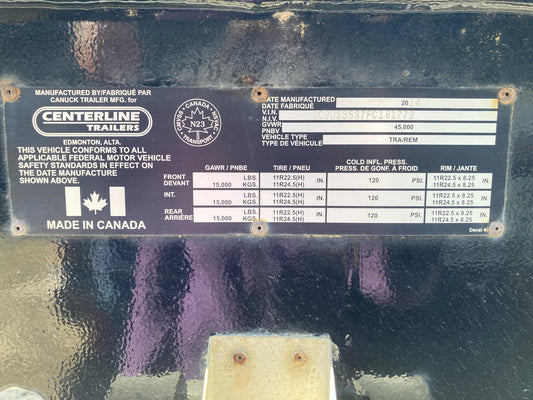 MANUFACTURED BY/FABRIQUÉ PAR
CANUCK TRAILER MFG. for
CENTERLINE
TRAILERS
EDMONTON, ALTA.
THIS VEHICLE CONFORMS TO ALL
APPLICABLE FEDERAL MOTOR VEHICLE
SAFETY STANDARDS IN EFFECT ON
THE DATE MANUFACTURE
SHOWN ABOVE.
MADE IN CANADA
CANADA
N23
TRANSPORT
CMVSS
NSVAC
DATE MANUFACTURED
DATE FABRIQUÉ 20 14
V.I.N.
N.I.V.
GVWR
PNBV 45,000
VEHICLE TYPE TRA/REM
TYPE DE VÉHICULE
GAWR / PNBE TIRE / PNEU COLD INFL. PRESS. PRESS. DE GONF. À FROID RIM / JANTE
FRONT LBS. 11R22.5(H) 11R22.5 x 8.25
DEVANT 15,000 KGS. 11R24.5(H) IN. 120 PSI. 11R24.5 x 8.25
INT. LBS. 11R22.5(H) 11R22.5 x 8.25
15,000 KGS. 11R24.5(H) IN. 120 PSI. 11R24.5 x 8.25
REAR LBS. 11R22.5(H) 11R22.5 x 8.25
ARRIÈRE 15,000 KGS. 11R24.5(H) IN. 120 PSI. 11R24.5 x 8.25
Decal 40